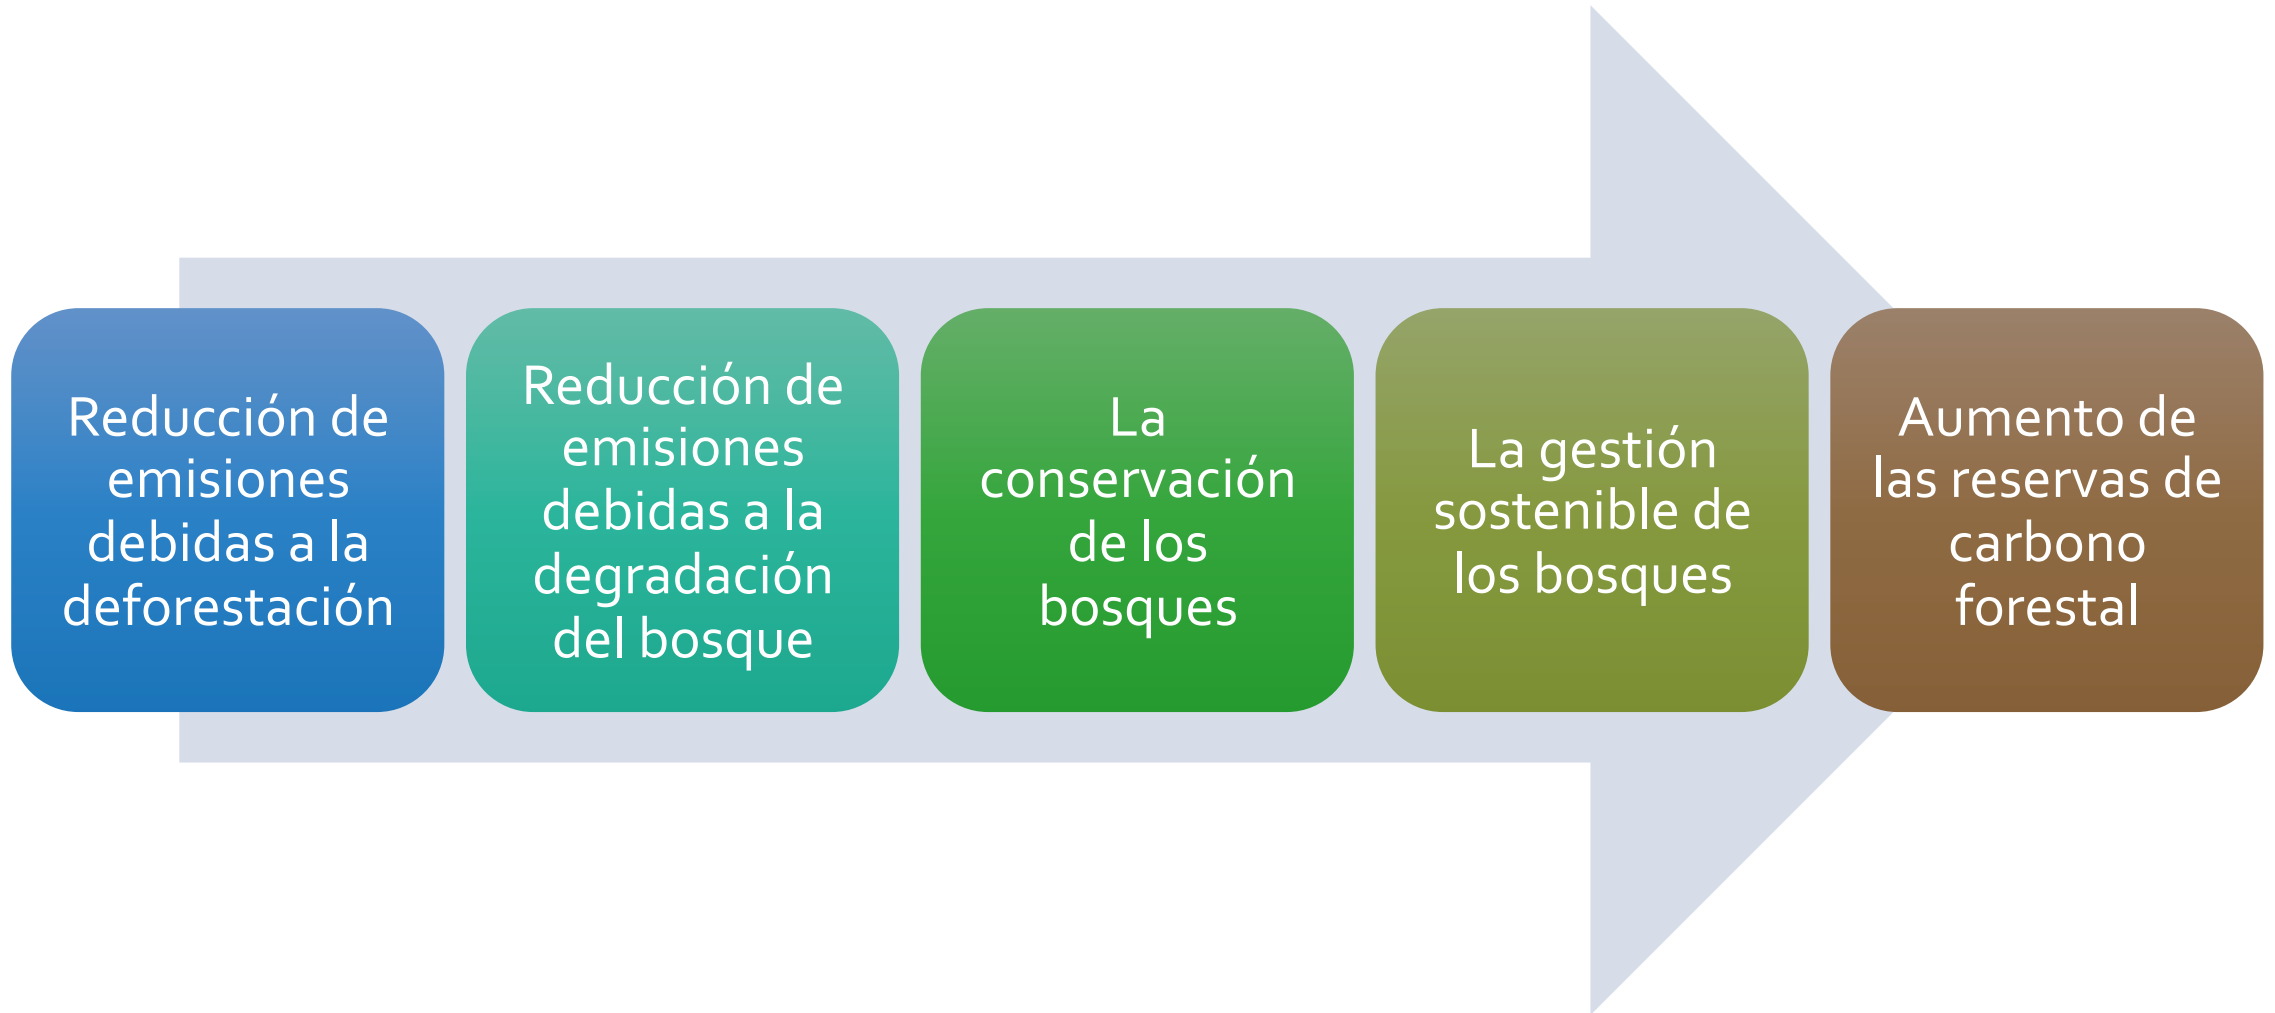 Reducción de
emisiones
debidas a la
deforestación
Reducción de
emisiones
debidas a la
degradación
del bosque
La
conservación
de los
bosques
La gestión
sostenible de
los bosques
Aumento de
las reservas de
carbono
forestal